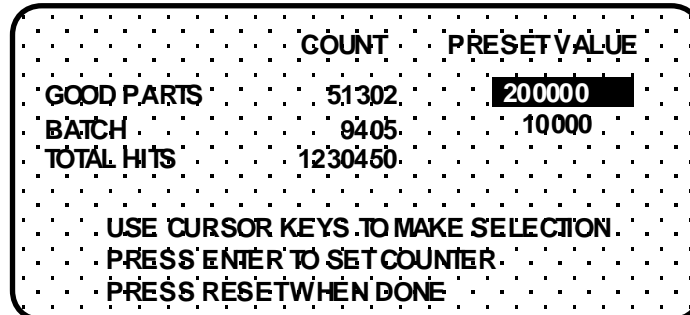 COUNT PRESET VALUE
GOOD PARTS 51302 200000
BATCH 9405 10000
TOTAL HITS 1230450
USE CURSOR KEYS TO MAKE SELECTION
PRESS ENTER TO SET COUNTER
PRESS RESET WHEN DONE